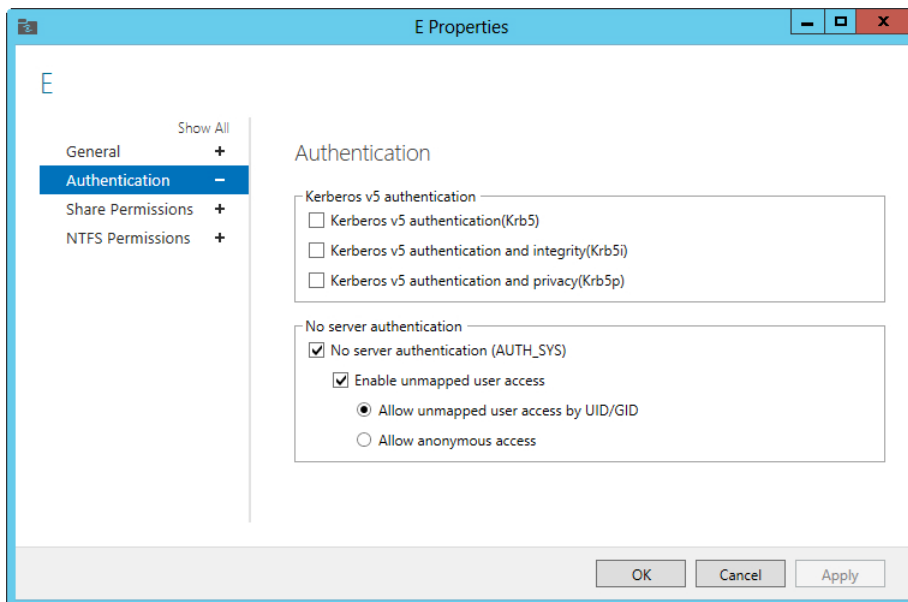 E Properties
E
Show All
General +
Authentication −
Share Permissions +
NTFS Permissions +
Authentication
Kerberos v5 authentication
Kerberos v5 authentication(Krb5)
Kerberos v5 authentication and integrity(Krb5i)
Kerberos v5 authentication and privacy(Krb5p)
No server authentication
No server authentication (AUTH_SYS)
Enable unmapped user access
Allow unmapped user access by UID/GID
Allow anonymous access
OK Cancel Apply